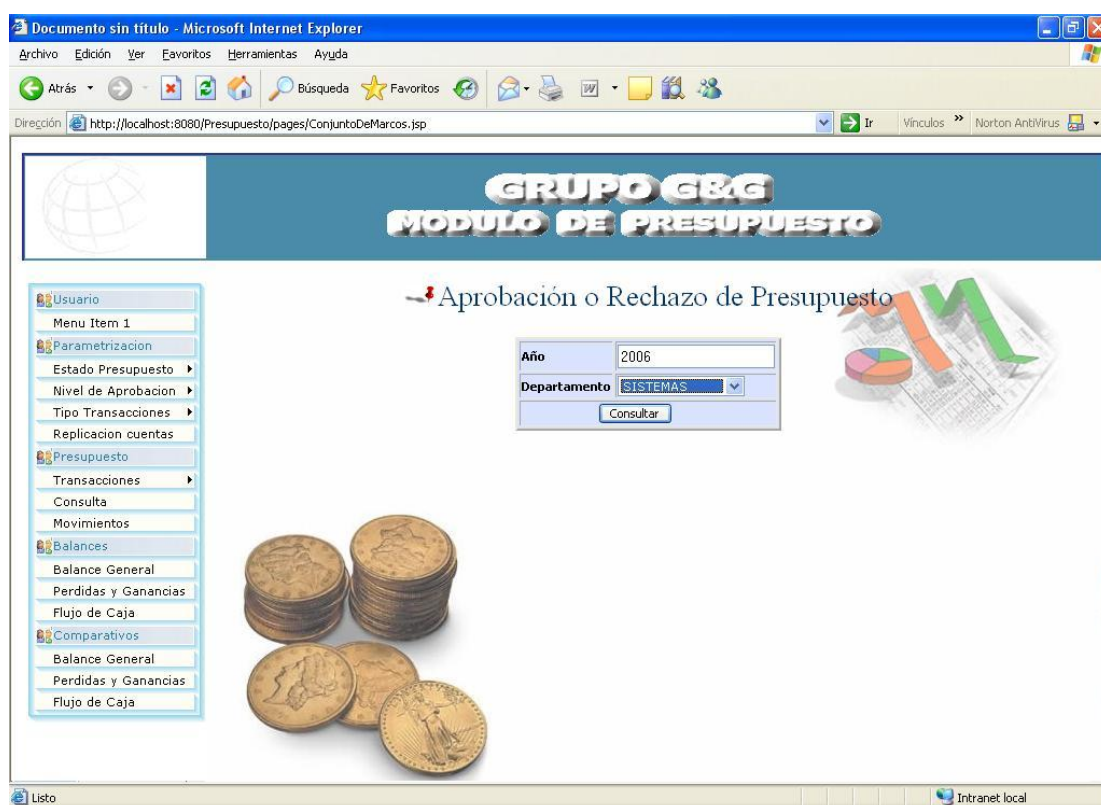 Documento sin título - Microsoft Internet Explorer
Archivo Edición Ver Favoritos Herramientas Ayuda
Atrás Búsqueda Favoritos
Dirección http://localhost:8080/Presupuesto/pages/ConjuntoDeMarcos.jsp Ir Vínculos » Norton AntiVirus
GRUPO G&G
MODULO DE PRESUPUESTO
Aprobación o Rechazo de Presupuesto
Año 2006
Departamento SISTEMAS
Consultar
Usuario
Menu Item 1
Parametrizacion
Estado Presupuesto
Nivel de Aprobacion
Tipo Transacciones
Replicacion cuentas
Presupuesto
Transacciones
Consulta
Movimientos
Balances
Balance General
Perdidas y Ganancias
Flujo de Caja
Comparativos
Balance General
Perdidas y Ganancias
Flujo de Caja
Listo Intranet local